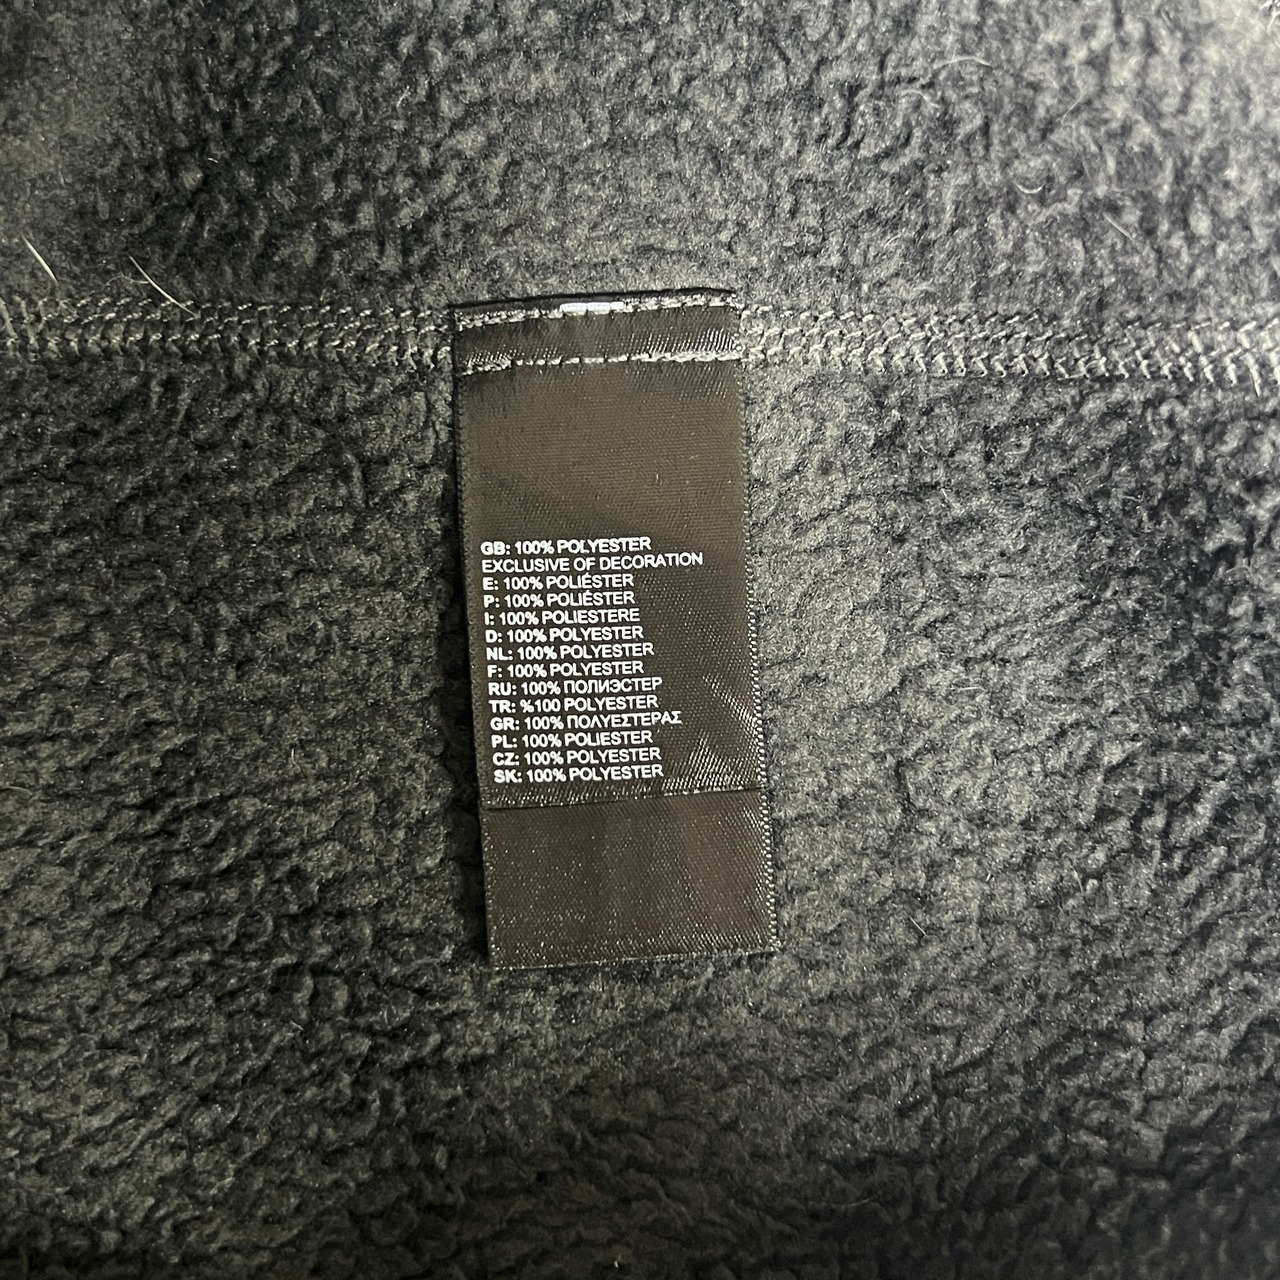 GB: 100% POLYESTER
EXCLUSIVE OF DECORATION
E: 100% POLIÉSTER
P: 100% POLIÉSTER
I: 100% POLIESTERE
D: 100% POLYESTER
NL: 100% POLYESTER
F: 100% POLYESTER
RU: 100% ПОЛИЭСТЕР
TR: %100 POLYESTER
GR: 100% ΠΟΛΥΕΣΤΕΡΑΣ
PL: 100% POLIESTER
CZ: 100% POLYESTER
SK: 100% POLYESTER